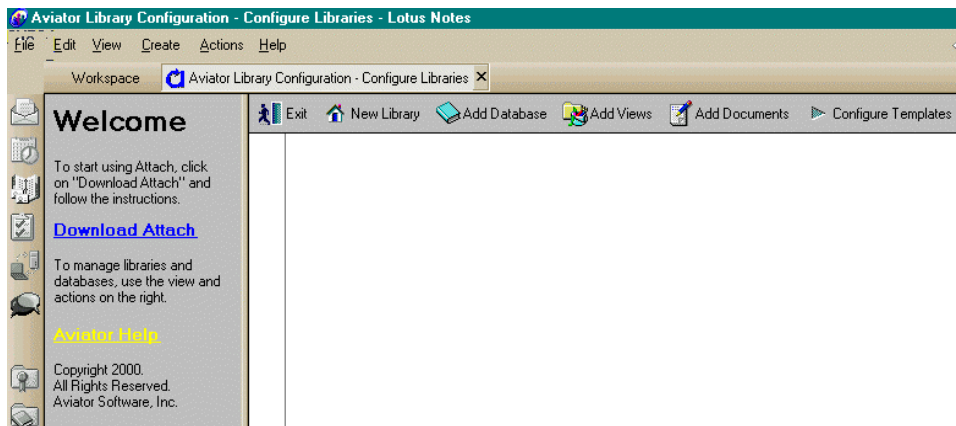 Aviator Library Configuration - Configure Libraries - Lotus Notes
File Edit View Create Actions Help
Workspace Aviator Library Configuration - Configure Libraries
Exit New Library Add Database Add Views Add Documents Configure Templates
Welcome
To start using Attach, click
on "Download Attach" and
follow the instructions.
Download Attach
To manage libraries and
databases, use the view and
actions on the right.
Aviator Help
Copyright 2000.
All Rights Reserved.
Aviator Software, Inc.